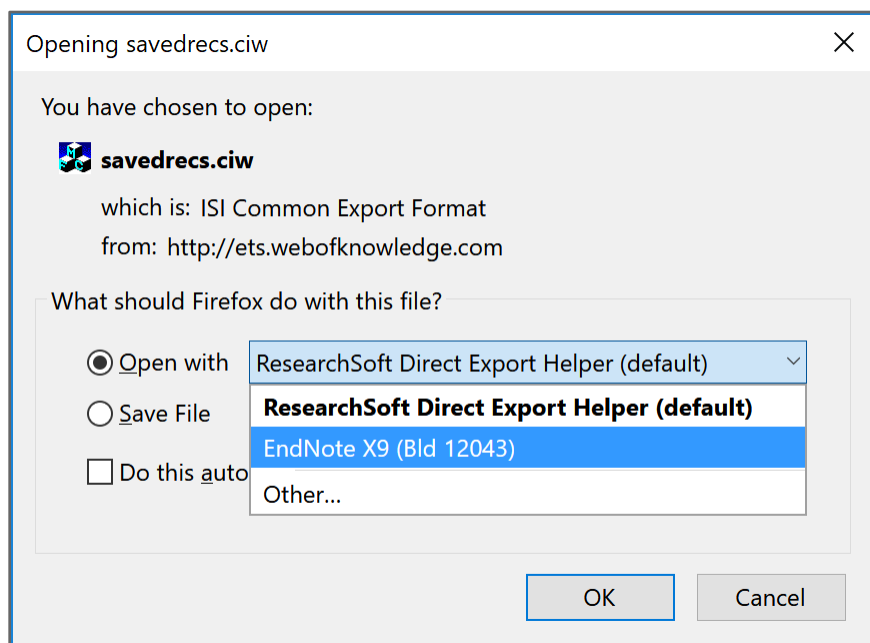 Opening savedrecs.ciw
You have chosen to open:
savedrecs.ciw
which is: ISI Common Export Format
from: http://ets.webofknowledge.com
What should Firefox do with this file?
Open with ResearchSoft Direct Export Helper (default)
ResearchSoft Direct Export Helper (default)
Save File
EndNote X9 (Bld 12043)
Do this auto
Other...
OK Cancel